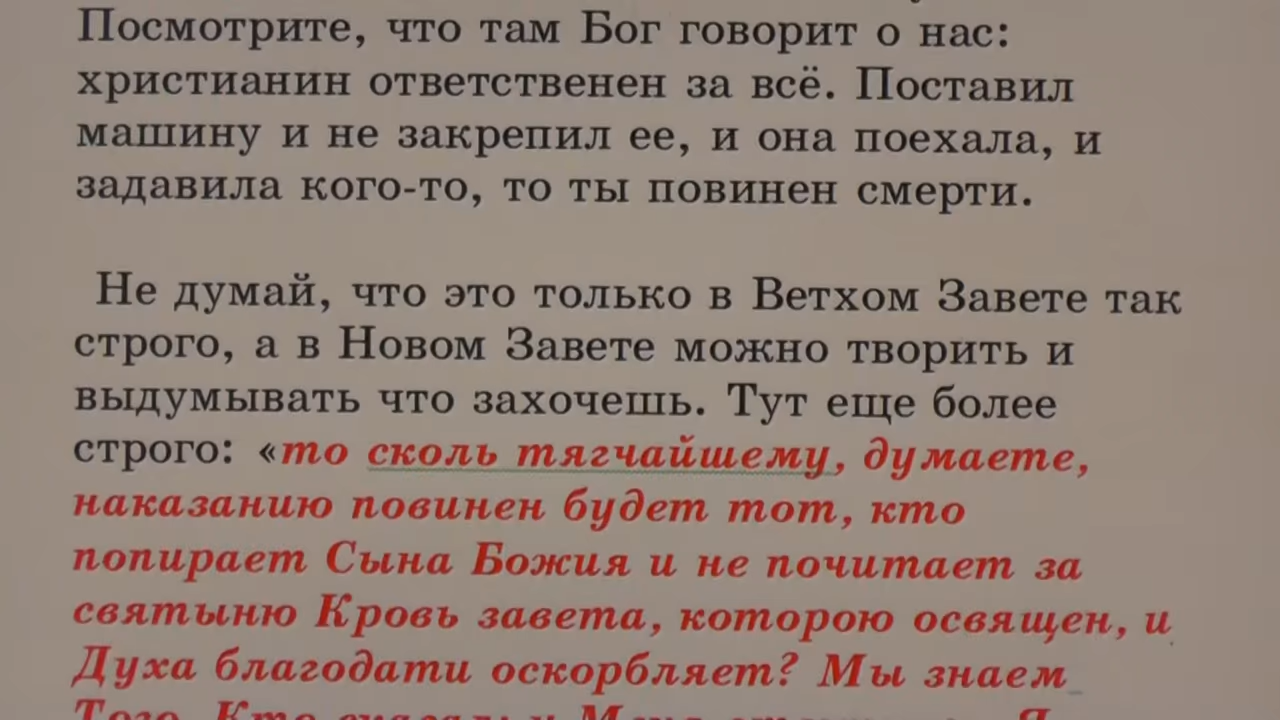 Посмотрите, что там Бог говорит о нас:
христианин ответственен за всё. Поставил
машину и не закрепил ее, и она поехала, и
задавила кого-то, то ты повинен смерти.
Не думай, что это только в Ветхом Завете так
строго, а в Новом Завете можно творить и
выдумывать что захочешь. Тут еще более
строго: «то сколь тягчайшему, думаете,
наказанию повинен будет тот, кто
попирает Сына Божия и не почитает за
святыню Кровь завета, которою освящен, и
Духа благодати оскорбляет? Мы знаем
Того, Кто